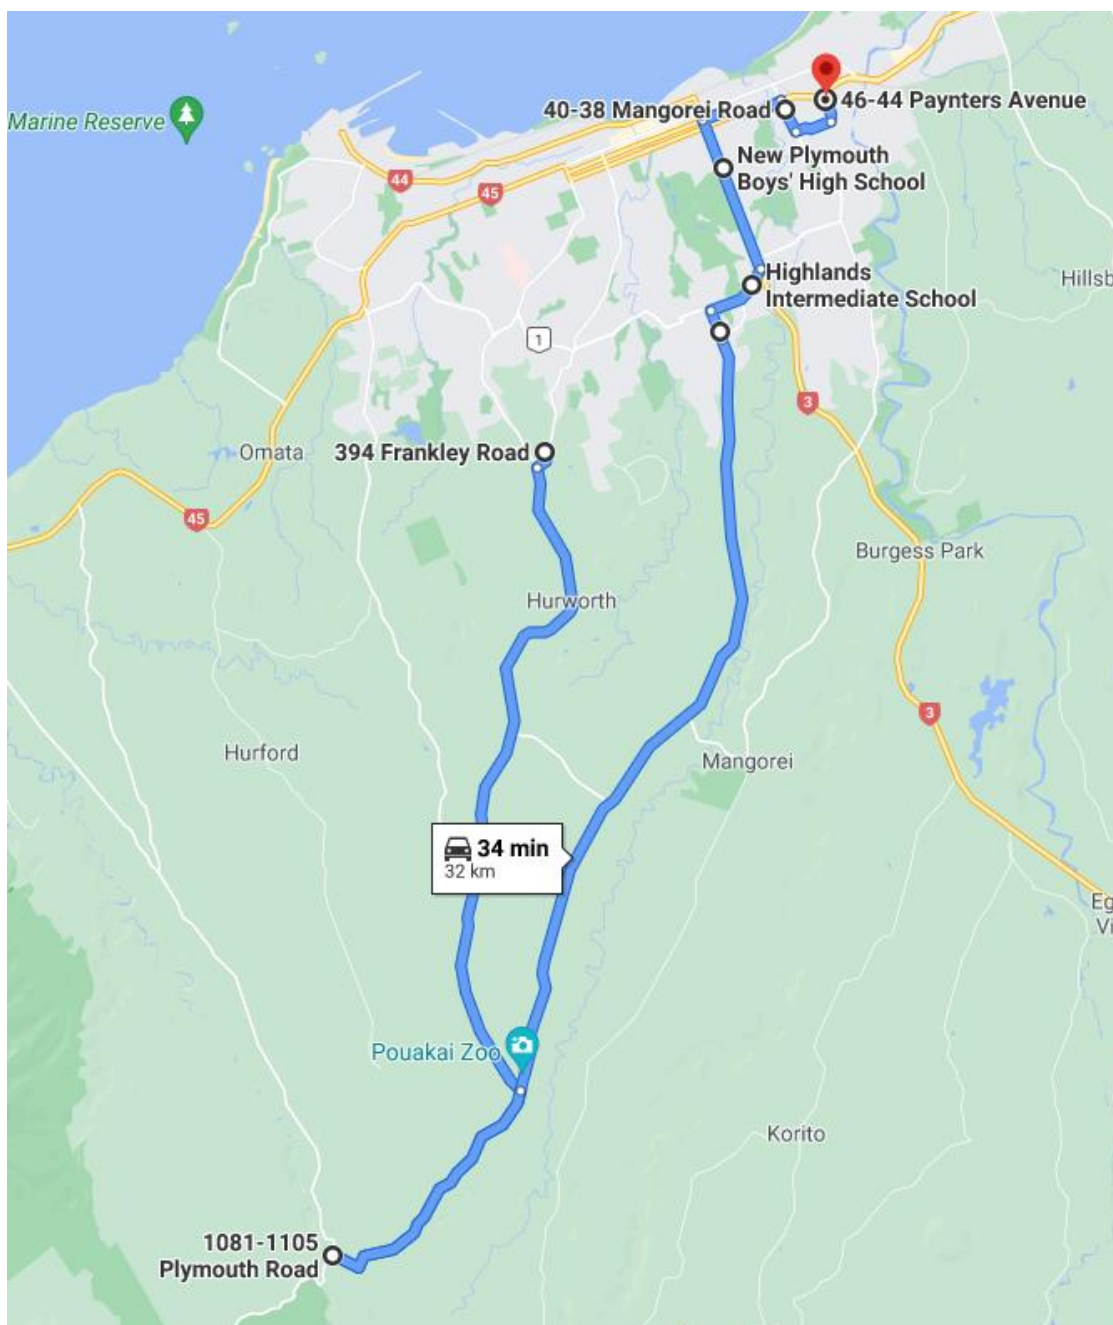 Marine Reserve
40-38 Mangorei Road
46-44 Paynters Avenue
44
45
New Plymouth
Boys' High School
Highlands
Intermediate School
Hillsb
1
3
394 Frankley Road
Omata
45
Burgess Park
Hurworth
3
Hurford
Mangorei
34 min
32 km
Eg
Vi
Pouakai Zoo
Korito
1081-1105
Plymouth Road